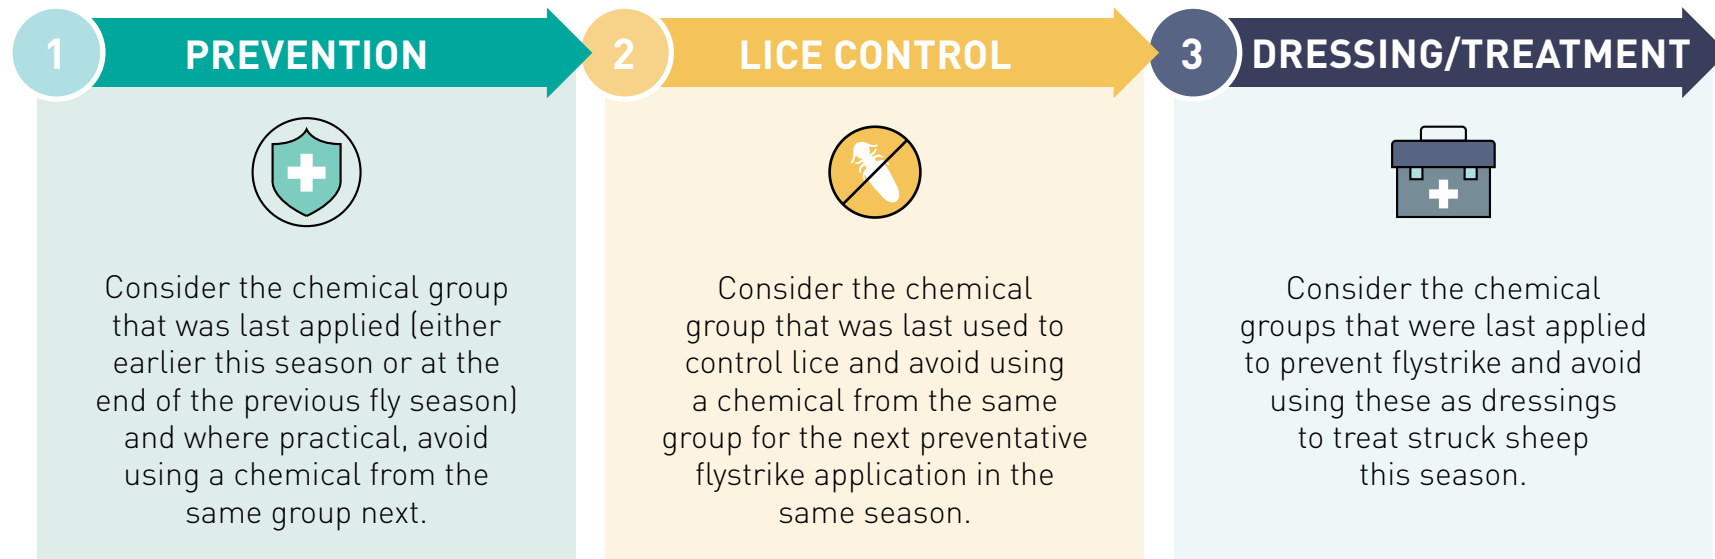 1 PREVENTION
Consider the chemical group
that was last applied (either
earlier this season or at the
end of the previous fly season)
and where practical, avoid
using a chemical from the
same group next.
2 LICE CONTROL
Consider the chemical
group that was last used to
control lice and avoid using
a chemical from the same
group for the next preventative
flystrike application in the
same season.
3 DRESSING/TREATMENT
Consider the chemical
groups that were last applied
to prevent flystrike and avoid
using these as dressings
to treat struck sheep
this season.